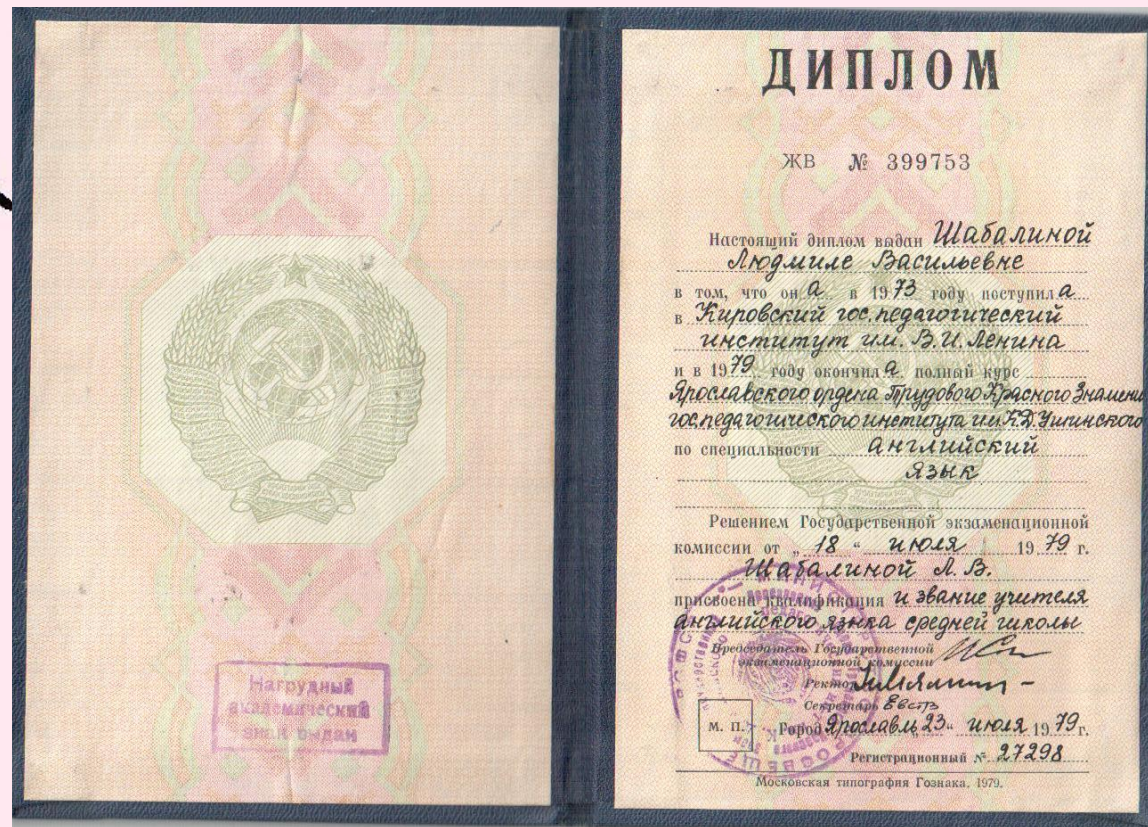 Нагрудный
академический
знак выдан
ДИПЛОМ
ЖВ № 399753
Настоящий диплом выдан Шабалиной
Людмиле Васильевне
в том, что он а в 1973 году поступил а
в Кировский гос. педагогический
институт им. В.И. Ленина
и в 1979 году окончил а полный курс
Ярославского ордена Трудового Красного Знамени
гос. педагогического института им. К.Д. Ушинского
по специальности английский
язык
Решением Государственной экзаменационной
комиссии от „ 18 “ июля 1979 г.
Шабалиной Л. В.
присвоена квалификация и звание учителя
английского языка средней школы
Председатель Государственной
экзаменационной комиссии
Ректор
Секретарь
М. П. Город Ярославль 23 “ июля 1979 г.
Регистрационный № 27298
Московская типография Гознака. 1979.